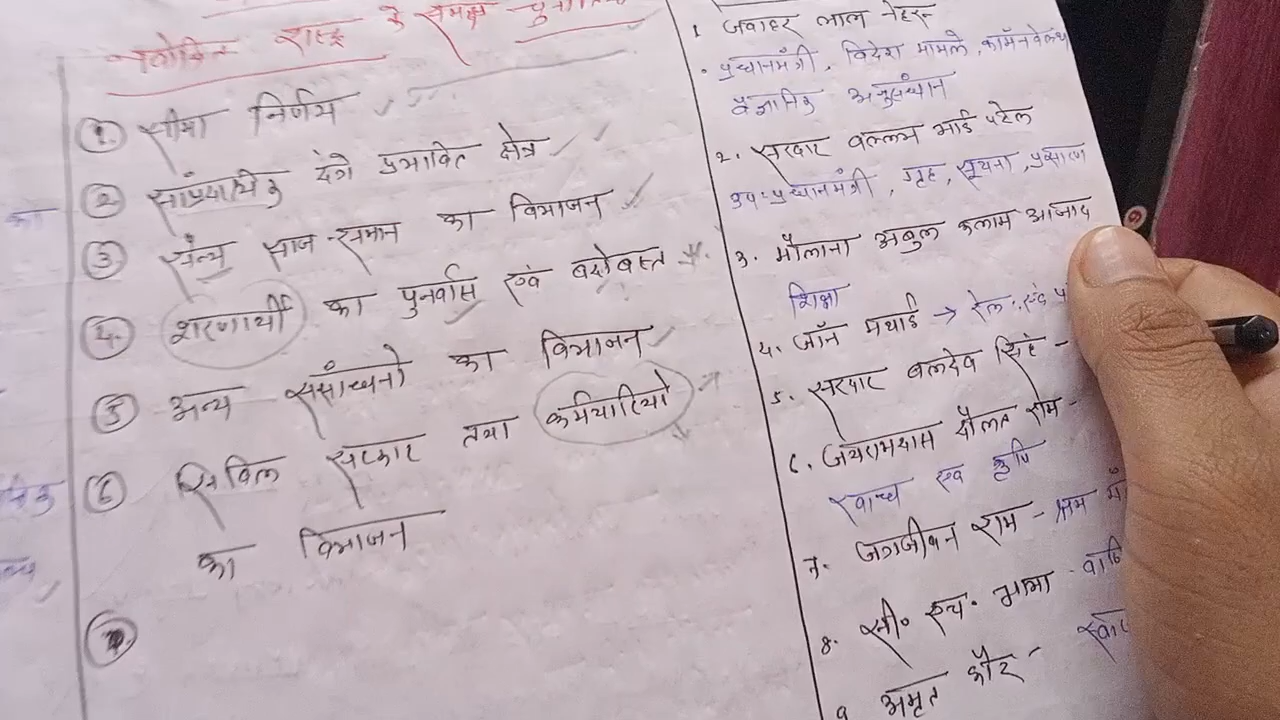 राष्ट्र के समक्ष
① सीमा निर्णय
② सांप्रदायिक दंगे प्रभावित क्षेत्र
③ सैन्य साज-समान का विभाजन
④ शरणार्थी का पुनर्वास एवं बंदोबस्त
⑤ अन्य संसाधनो का विभाजन
⑥ सिविल सरकार तथा कर्मचारियो
का विभाजन
1 जवाहर लाल नेहरू
• प्रधानमंत्री, विदेश मामले, कॉमनवेल्थ
वैज्ञानिक अनुसंधान
2. सरदार वल्लभ भाई पटेल
उप-प्रधानमंत्री, गृह, सूचना, प्रसारण
3. मौलाना अबुल कलाम आजाद
शिक्षा
4. जॉन मथाई → रेल
5. सरदार बलदेव सिंह -
6. जयरामदास दौलत राम -
एवं कृषि
7. जगजीवन राम - श्रम
8. सी. एच. भाभा -
9 अमृत कौर -